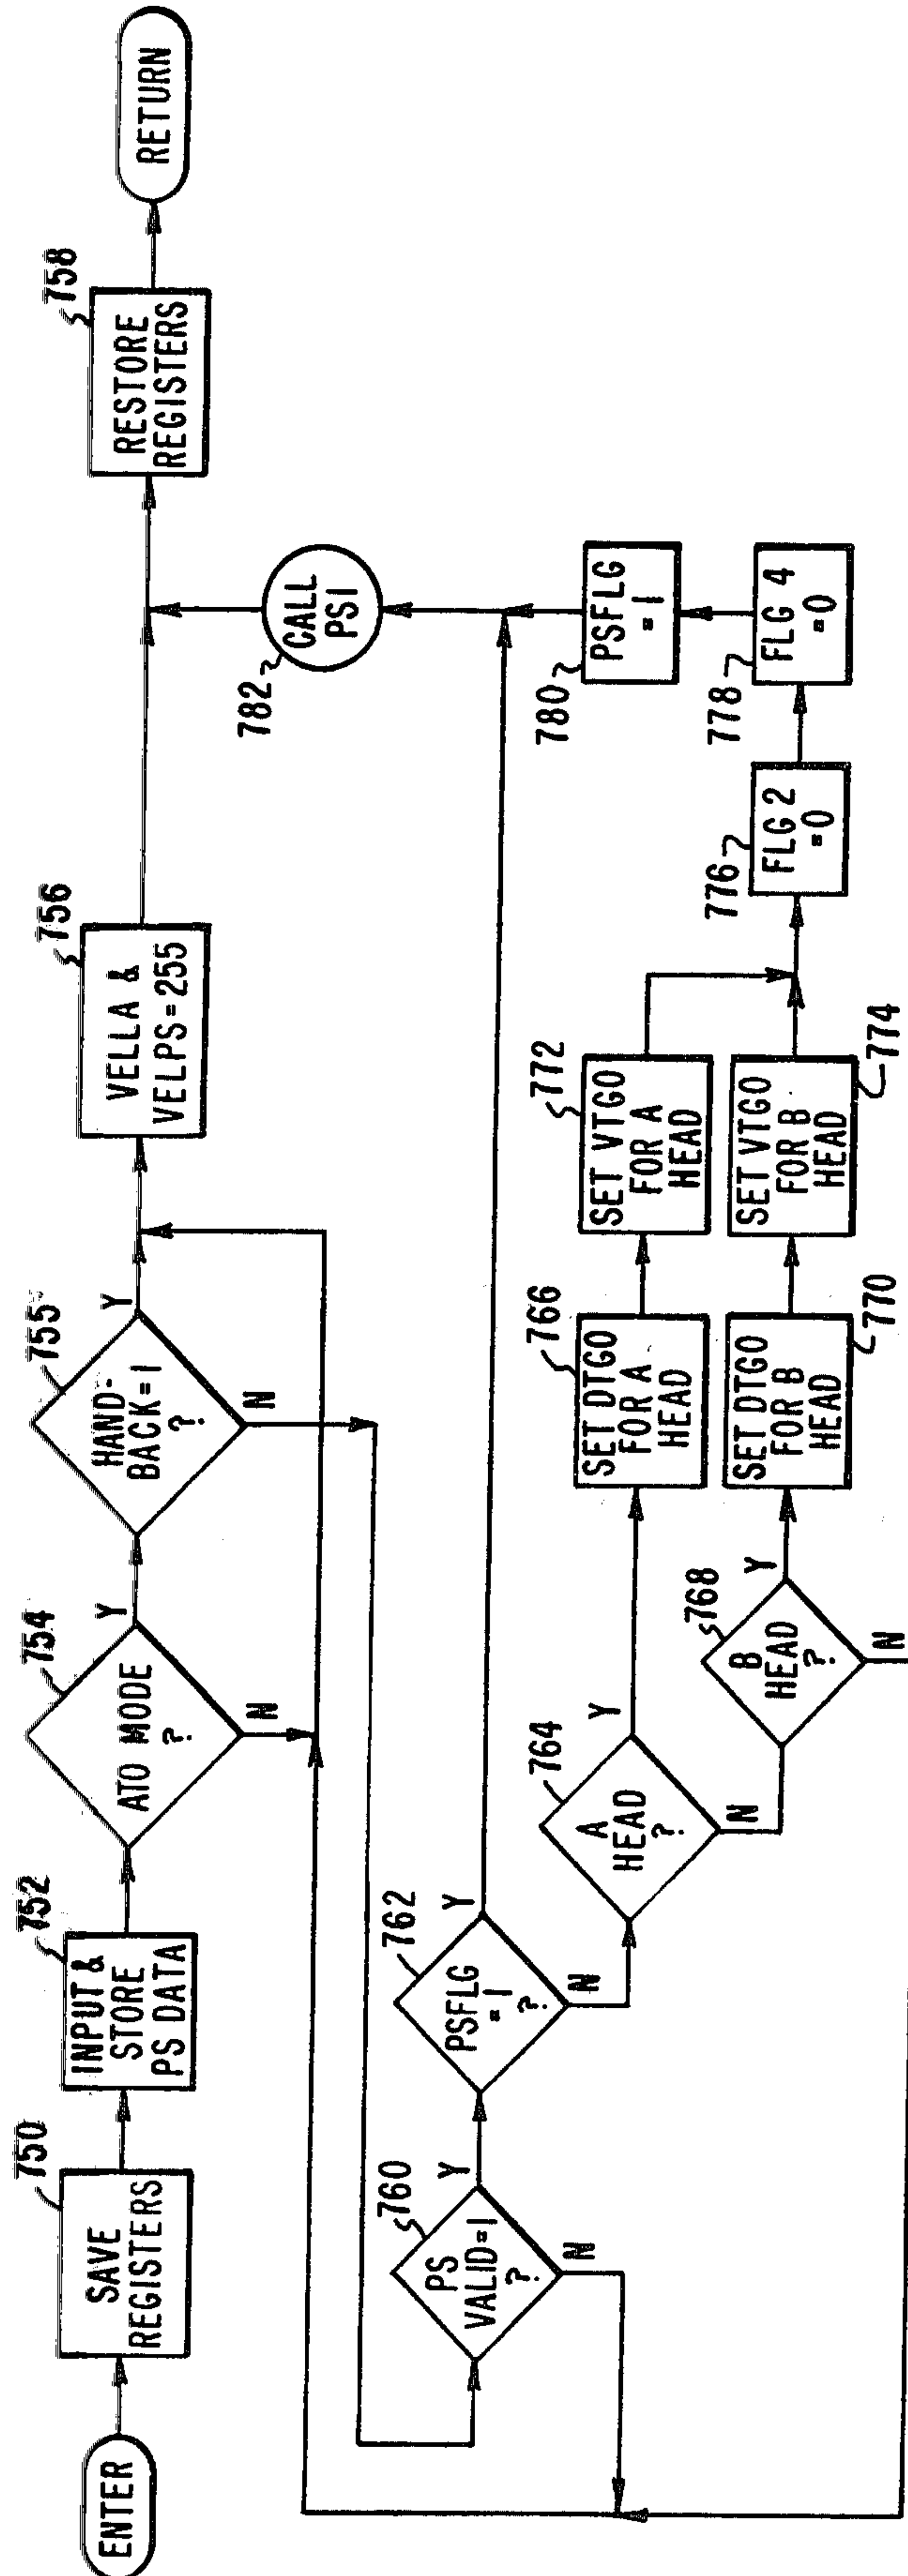 ENTER
750
SAVE
REGISTERS
752
INPUT &
STORE
PS DATA
754
ATO MODE
?
Y
N
755
HAND-
BACK=1
?
Y
N
756
VELLA &
VELPS=255
758
RESTORE
REGISTERS
RETURN
760
PS
VALID=1
?
Y
N
762
PSFLG
=1
?
Y
N
764
A
HEAD
?
Y
N
766
SET DTGO
FOR A
HEAD
772
SET VTGO
FOR A
HEAD
768
B
HEAD
?
Y
N
770
SET DTGO
FOR B
HEAD
774
SET VTGO
FOR B
HEAD
776
FLG 2
=0
778
FLG 4
=0
780
PSFLG
=1
782
CALL
PSI